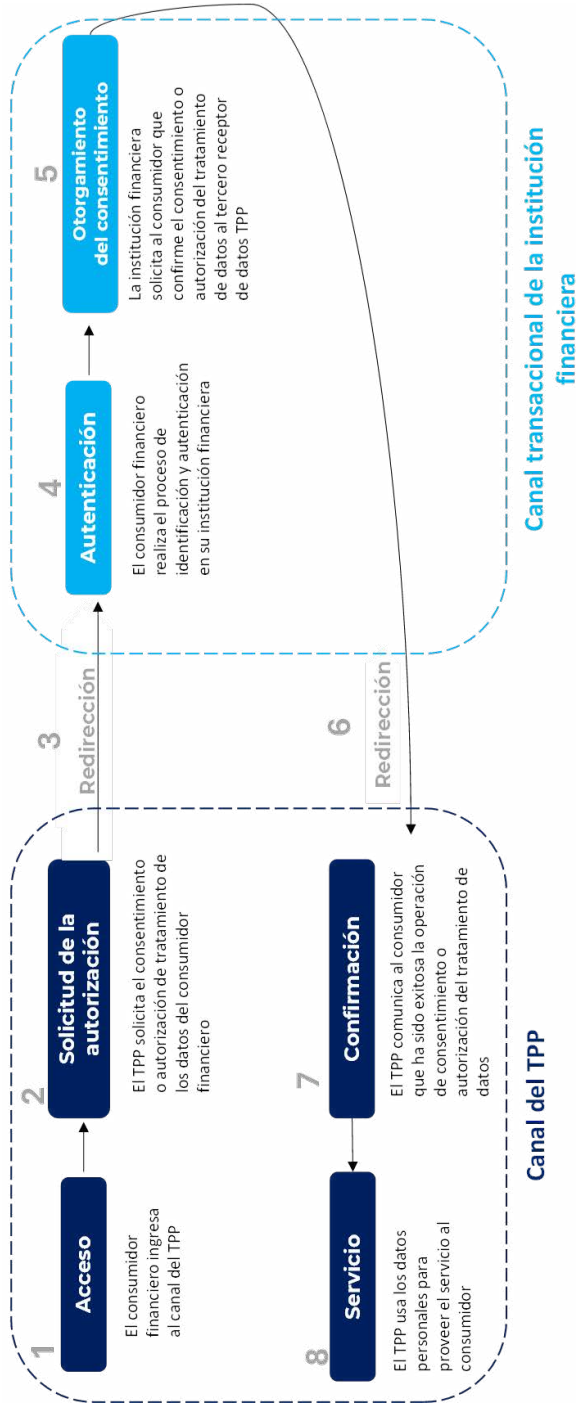 1
Acceso
El consumidor
financiero ingresa
al canal del TPP
2
Solicitud de la
autorización
El TPP solicita el consentimiento
o autorización de tratamiento de
los datos del consumidor
financiero
3
Redirección
4
Autenticación
El consumidor financiero
realiza el proceso de
identificación y autenticación
en su institución financiera
5
Otorgamiento
del consentimiento
La institución financiera
solicita al consumidor que
confirme el consentimiento o
autorización del tratamiento
de datos al tercero receptor
de datos TPP
6
Redirección
7
Confirmación
El TPP comunica al consumidor
que ha sido exitosa la operación
de consentimiento o
autorización del tratamiento de
datos
8
Servicio
El TPP usa los datos
personales para
proveer el servicio al
consumidor
Canal del TPP
Canal transaccional de la institución
financiera